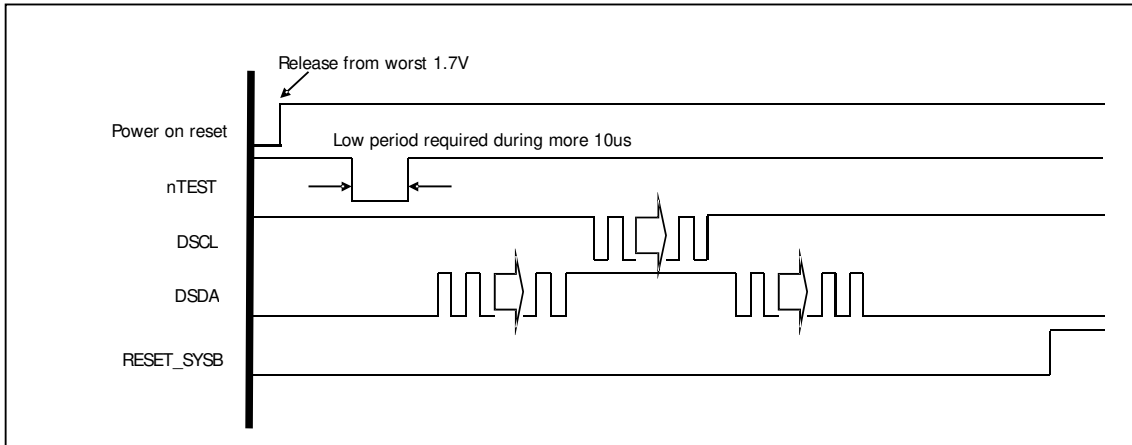 Release from worst 1.7V
Power on reset
Low period required during more 10us
nTEST
DSCL
DSDA
RESET_SYSB